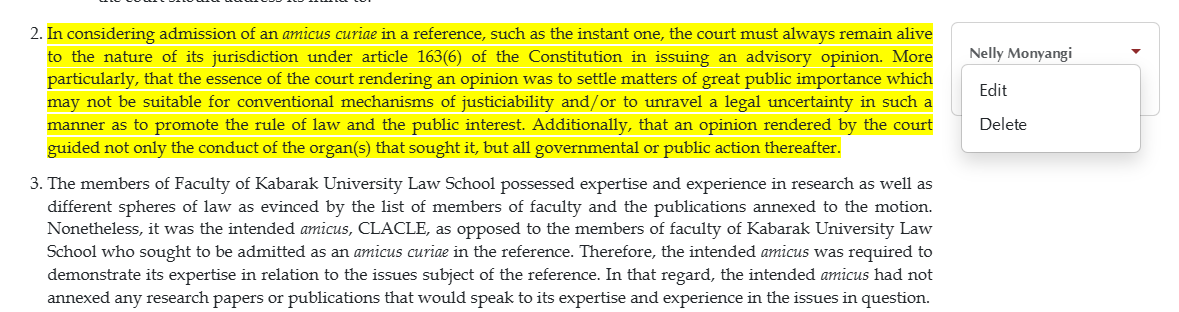 the court should address its mind to.
2. In considering admission of an amicus curiae in a reference, such as the instant one, the court must always remain alive
to the nature of its jurisdiction under article 163(6) of the Constitution in issuing an advisory opinion. More
particularly, that the essence of the court rendering an opinion was to settle matters of great public importance which
may not be suitable for conventional mechanisms of justiciability and/or to unravel a legal uncertainty in such a
manner as to promote the rule of law and the public interest. Additionally, that an opinion rendered by the court
guided not only the conduct of the organ(s) that sought it, but all governmental or public action thereafter.
3. The members of Faculty of Kabarak University Law School possessed expertise and experience in research as well as
different spheres of law as evinced by the list of members of faculty and the publications annexed to the motion.
Nonetheless, it was the intended amicus, CLACLE, as opposed to the members of faculty of Kabarak University Law
School who sought to be admitted as an amicus curiae in the reference. Therefore, the intended amicus was required to
demonstrate its expertise in relation to the issues subject of the reference. In that regard, the intended amicus had not
annexed any research papers or publications that would speak to its expertise and experience in the issues in question.
Nelly Monyangi
Edit
Delete